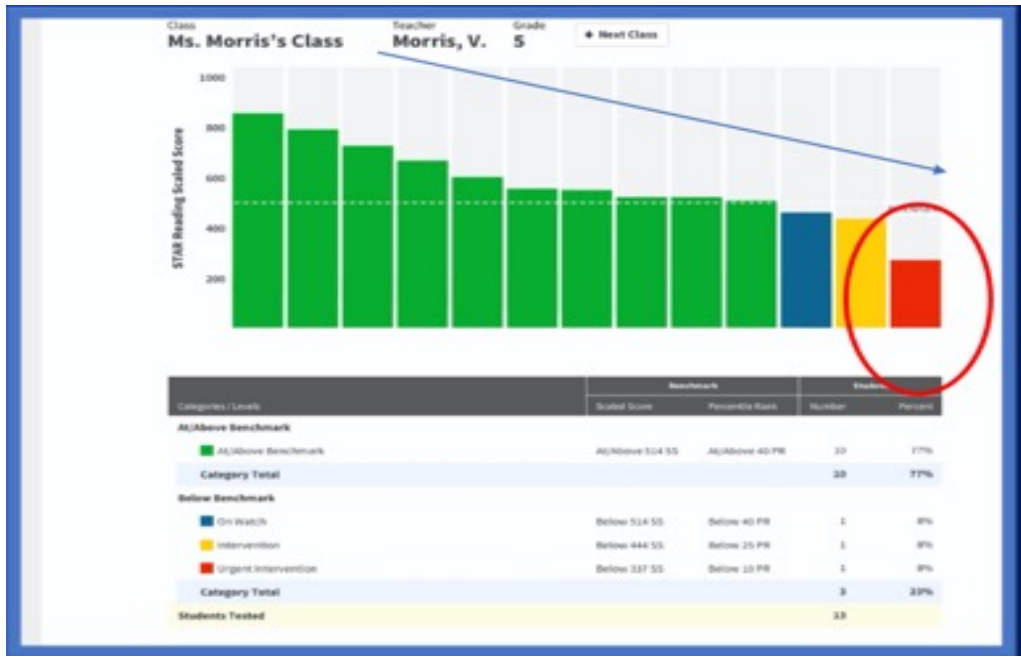 Class Teacher Grade
Ms. Morris's Class Morris, V. 5 + Next Class
1000
800
600
400
200
STAR Reading Scaled Score
Benchmark Students
Categories / Levels Scaled Score Percentile Rank Number Percent
At/Above Benchmark
At/Above Benchmark At/Above 514 SS At/Above 40 PR 10 77%
Category Total 10 77%
Below Benchmark
On Watch Below 514 SS Below 40 PR 1 8%
Intervention Below 444 SS Below 25 PR 1 8%
Urgent Intervention Below 337 SS Below 10 PR 1 8%
Category Total 3 23%
Students Tested 13